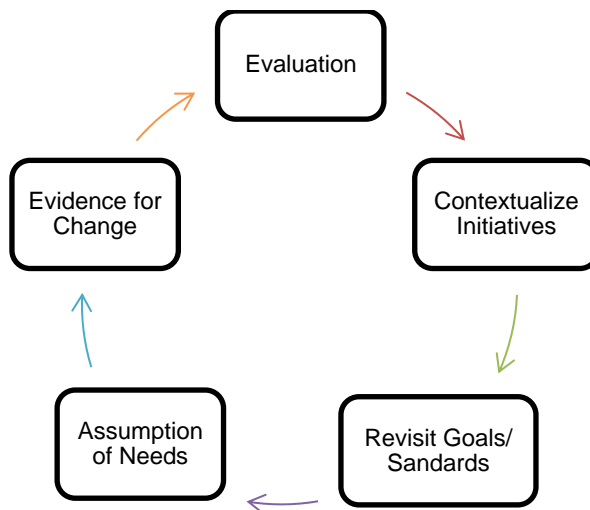 Evaluation
Contextualize
Initiatives
Revisit Goals/
Sandards
Assumption
of Needs
Evidence for
Change